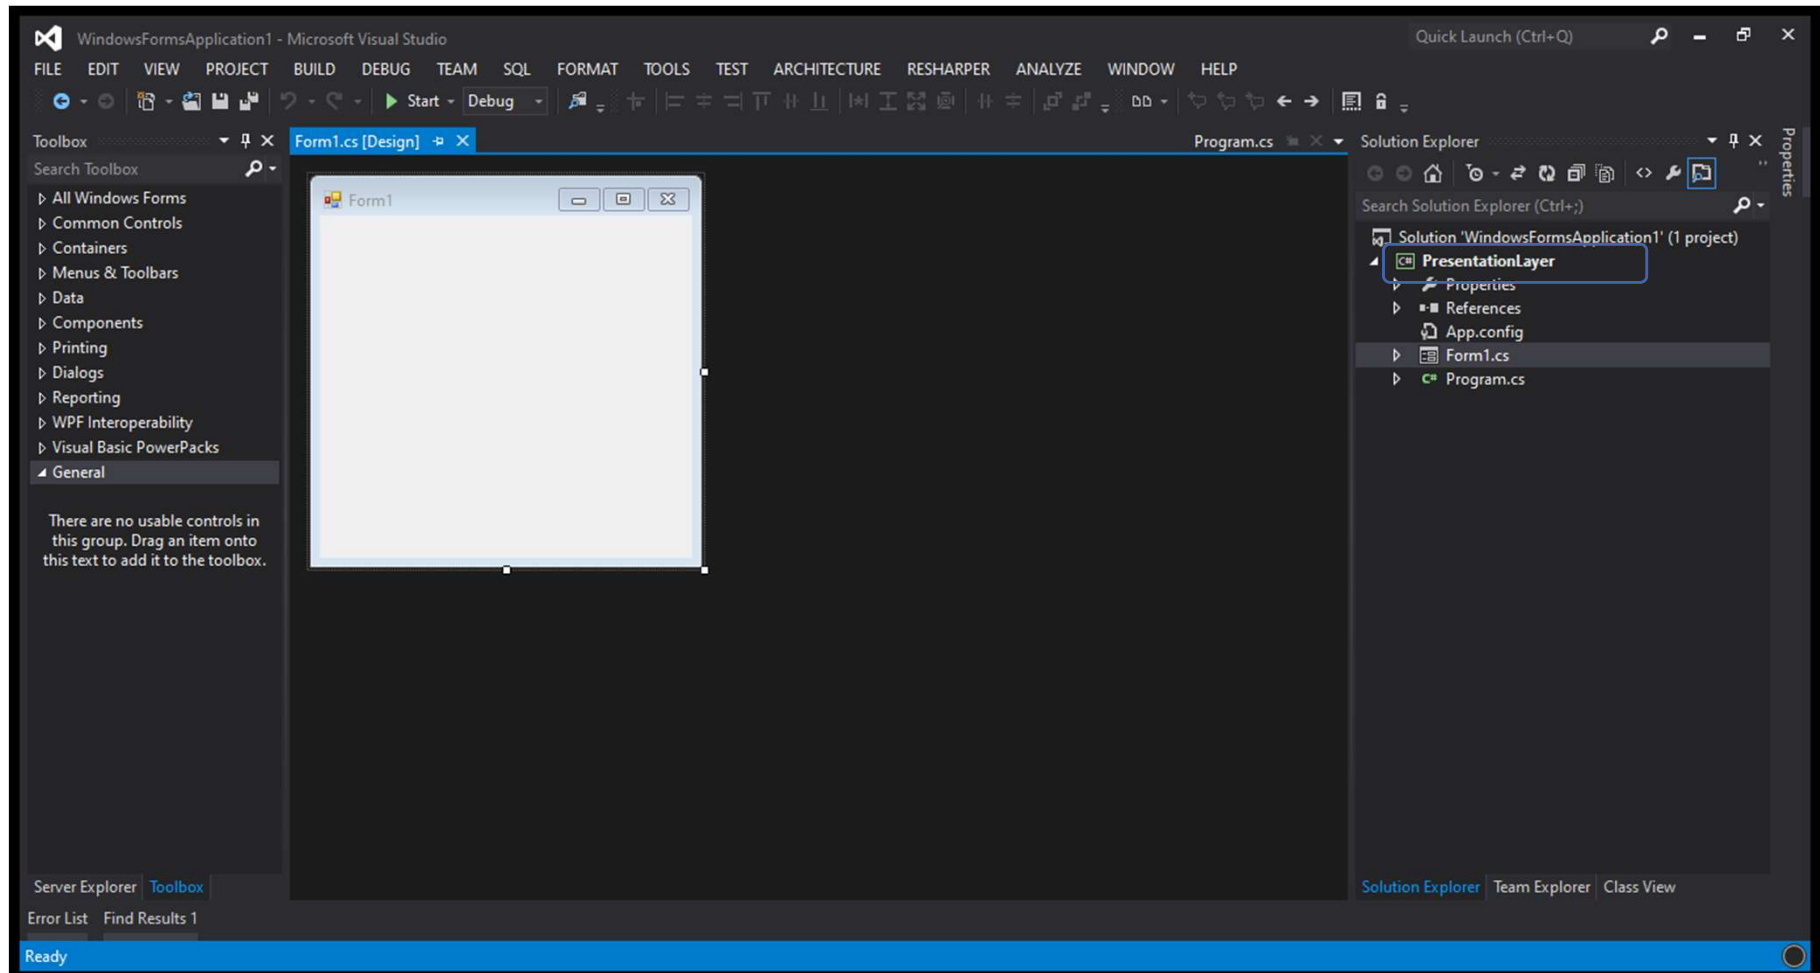 WindowsFormsApplication1 - Microsoft Visual Studio
Quick Launch (Ctrl+Q)
FILE EDIT VIEW PROJECT BUILD DEBUG TEAM SQL FORMAT TOOLS TEST ARCHITECTURE RESHARPER ANALYZE WINDOW HELP
Start Debug
Toolbox
Search Toolbox
All Windows Forms
Common Controls
Containers
Menus & Toolbars
Data
Components
Printing
Dialogs
Reporting
WPF Interoperability
Visual Basic PowerPacks
General
There are no usable controls in
this group. Drag an item onto
this text to add it to the toolbox.
Server Explorer Toolbox
Form1.cs [Design]
Program.cs
Form1
Solution Explorer
Search Solution Explorer (Ctrl+;)
Solution 'WindowsFormsApplication1' (1 project)
C# PresentationLayer
Properties
References
App.config
Form1.cs
C# Program.cs
Solution Explorer Team Explorer Class View
Properties
Error List Find Results 1
Ready